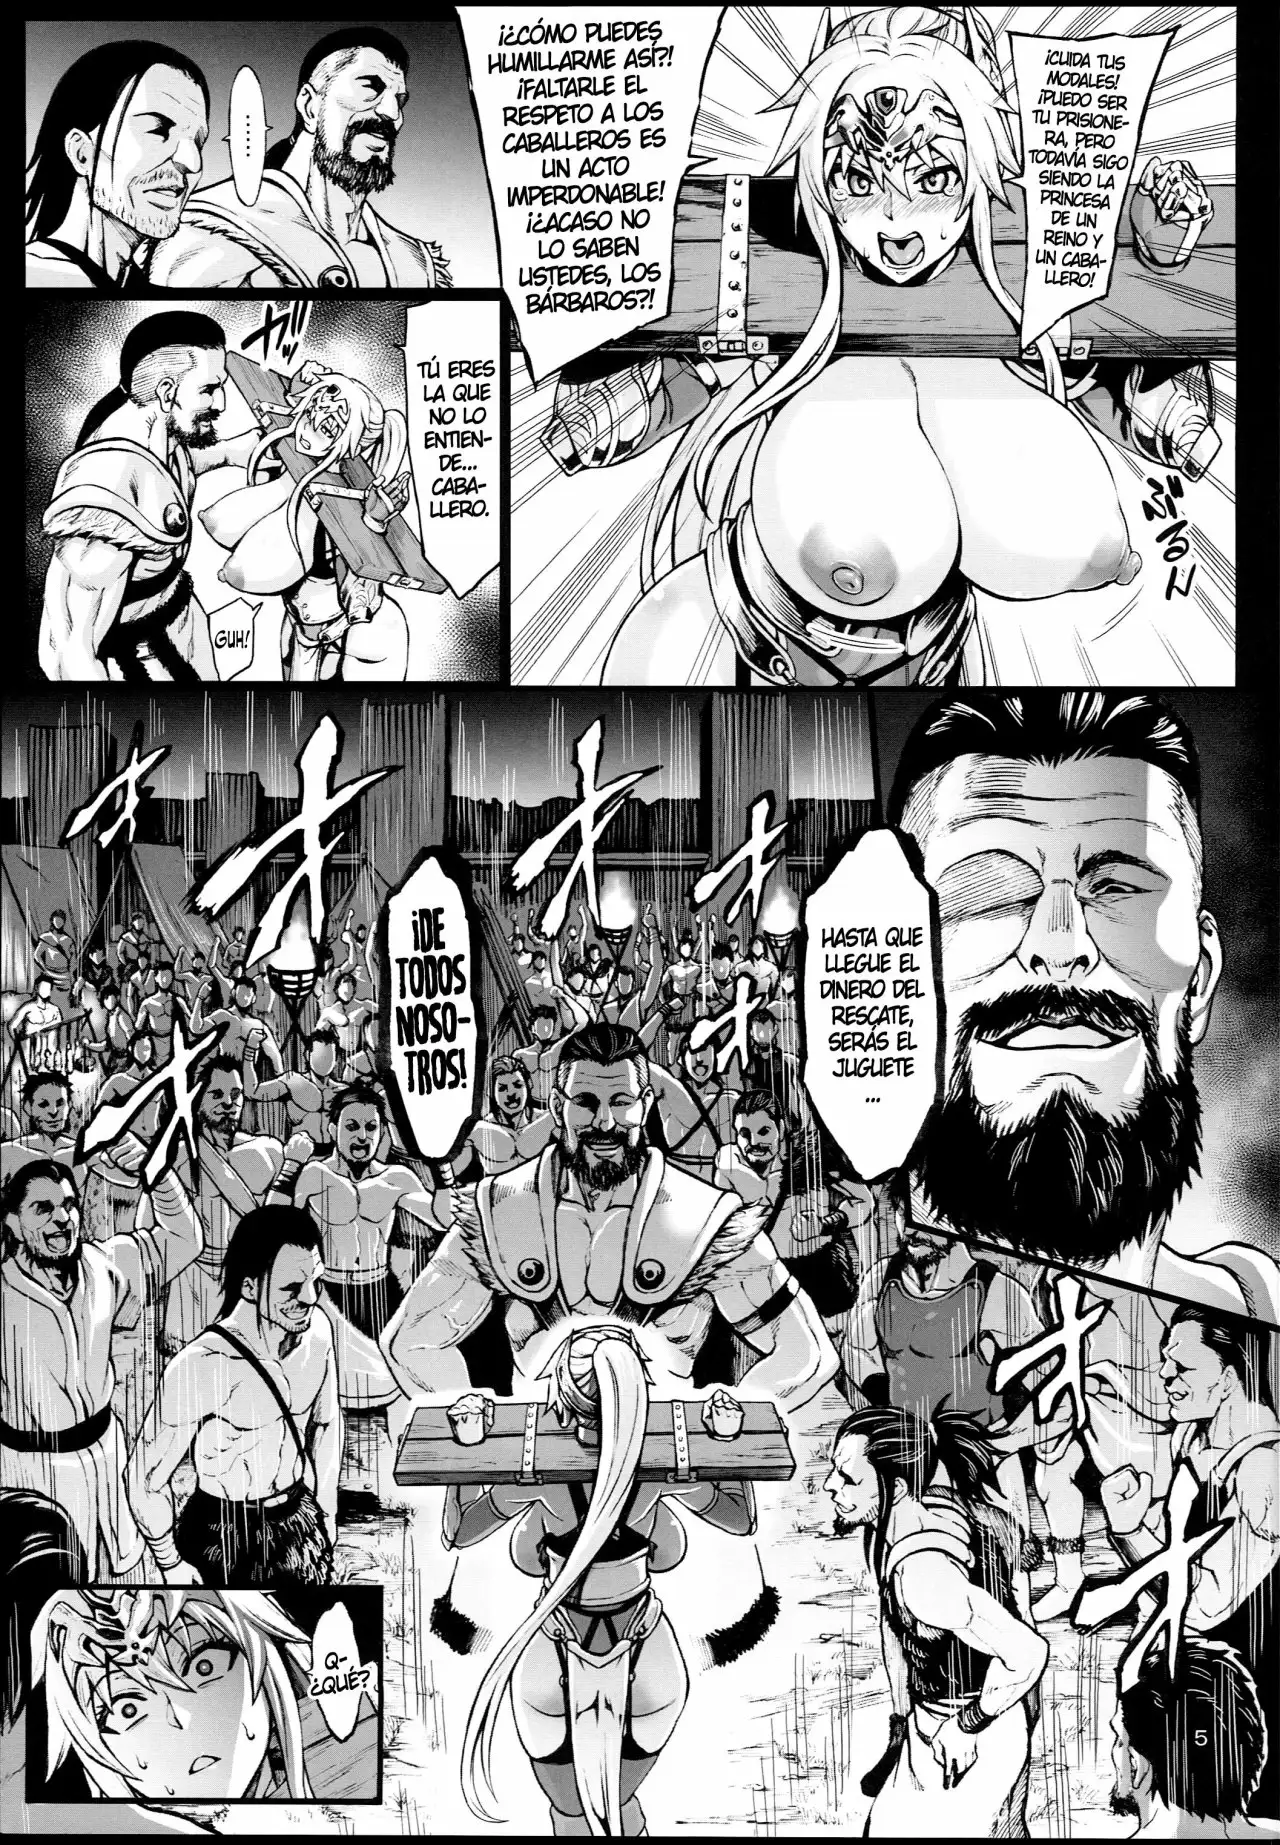 ¡CUIDA TUS
MODALES!
¡PUEDO SER
TU PRISIONE-
RA, PERO
TODAVÍA SIGO
SIENDO LA
PRINCESA
DE UN
REINO Y
UN CABA-
LLERO!
¡¿CÓMO PUEDES
HUMILLARME ASÍ?!
¡FALTARLE EL
RESPETO A LOS
CABALLEROS ES
UN ACTO
IMPERDONABLE!
¡¿ACASO NO
LO SABEN
USTEDES, LOS
BÁRBAROS?!
ぶるん
......
ガッ!!
TÚ ERES
LA QUE
NO LO
ENTIEN-
DE...
CABA-
LLERO.
GUH!
HASTA QUE
LLEGUE EL
DINERO DEL
RESCATE,
SERÁS EL
JUGUETE
...
¡DE
TODOS
NOSO-
TROS!
オ
オ
オ
オ
オ
オ
オ
オ
Q-
¿QUÉ?
5